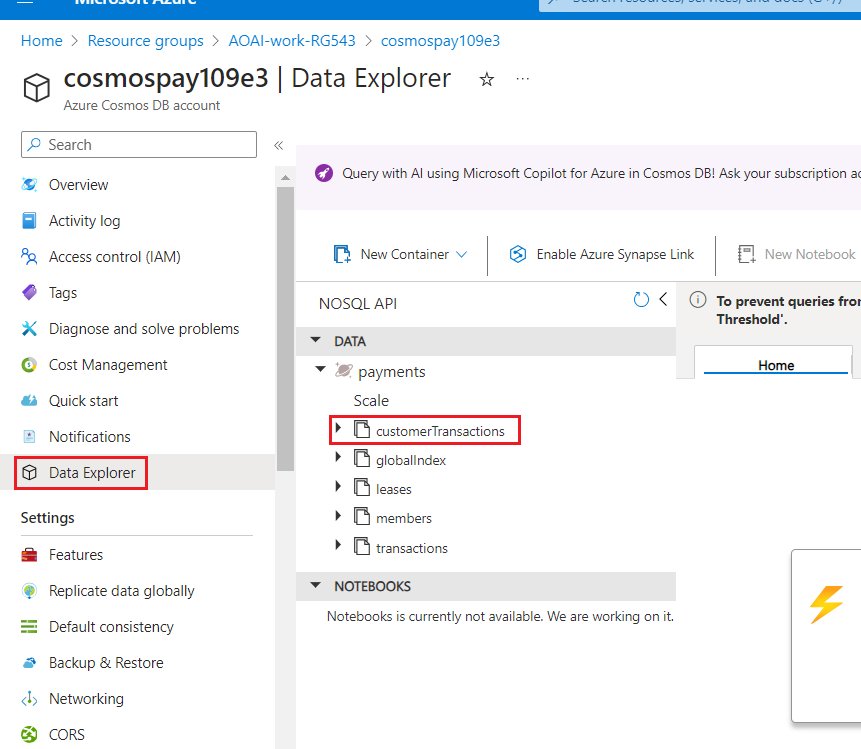 Microsoft Azure
Search resources, services, and docs (G+/)
Home > Resource groups > AOAI-work-RG543 > cosmospay109e3
cosmospay109e3 | Data Explorer
Azure Cosmos DB account
Search
Overview
Activity log
Access control (IAM)
Tags
Diagnose and solve problems
Cost Management
Quick start
Notifications
Data Explorer
Settings
Features
Replicate data globally
Default consistency
Backup & Restore
Networking
CORS
Query with AI using Microsoft Copilot for Azure in Cosmos DB! Ask your subscription
New Container
Enable Azure Synapse Link
New Notebook
NOSQL API
DATA
payments
Scale
customerTransactions
globalIndex
leases
members
transactions
NOTEBOOKS
Notebooks is currently not available. We are working on it.
To prevent queries from
Threshold'.
Home